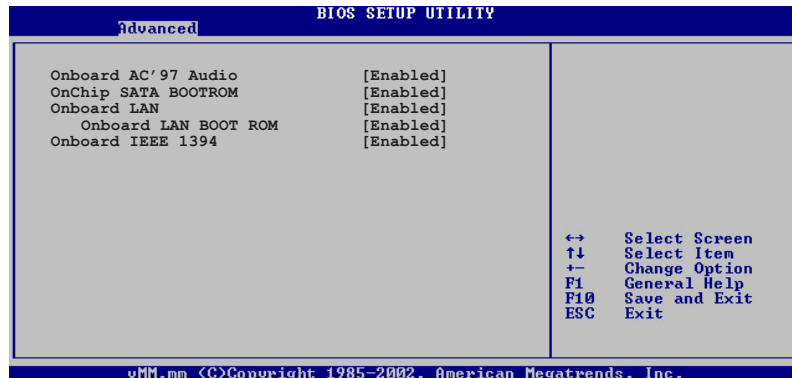 BIOS SETUP UTILITY
Advanced
Onboard AC'97 Audio [Enabled]
OnChip SATA BOOTROM [Enabled]
Onboard LAN [Enabled]
Onboard LAN BOOT ROM [Enabled]
Onboard IEEE 1394 [Enabled]
←→ Select Screen
↑↓ Select Item
+- Change Option
F1 General Help
F10 Save and Exit
ESC Exit
vMM.mm (C)Copyright 1985-2002, American Megatrends, Inc.